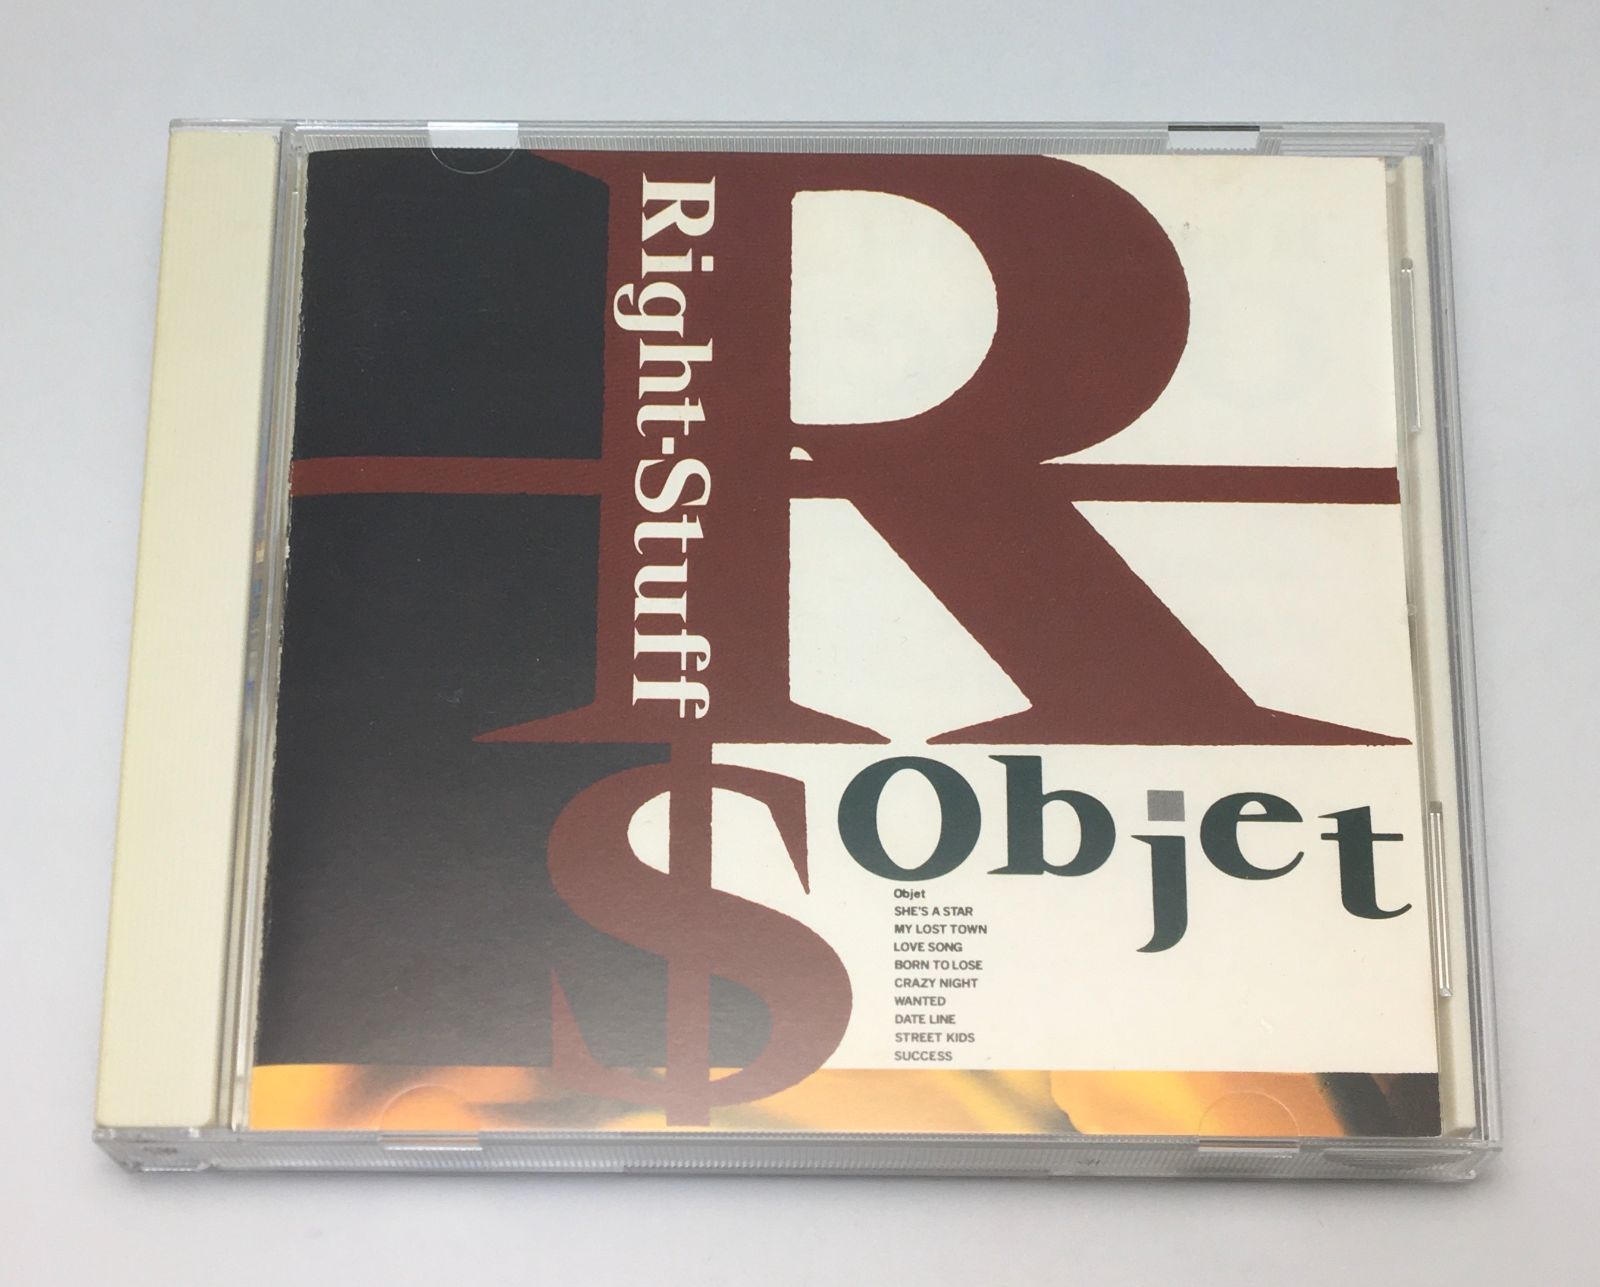 R
Right-Stuff
$
Objet
Objet
SHE'S A STAR
MY LOST TOWN
LOVE SONG
BORN TO LOSE
CRAZY NIGHT
WANTED
DATE LINE
STREET KIDS
SUCCESS